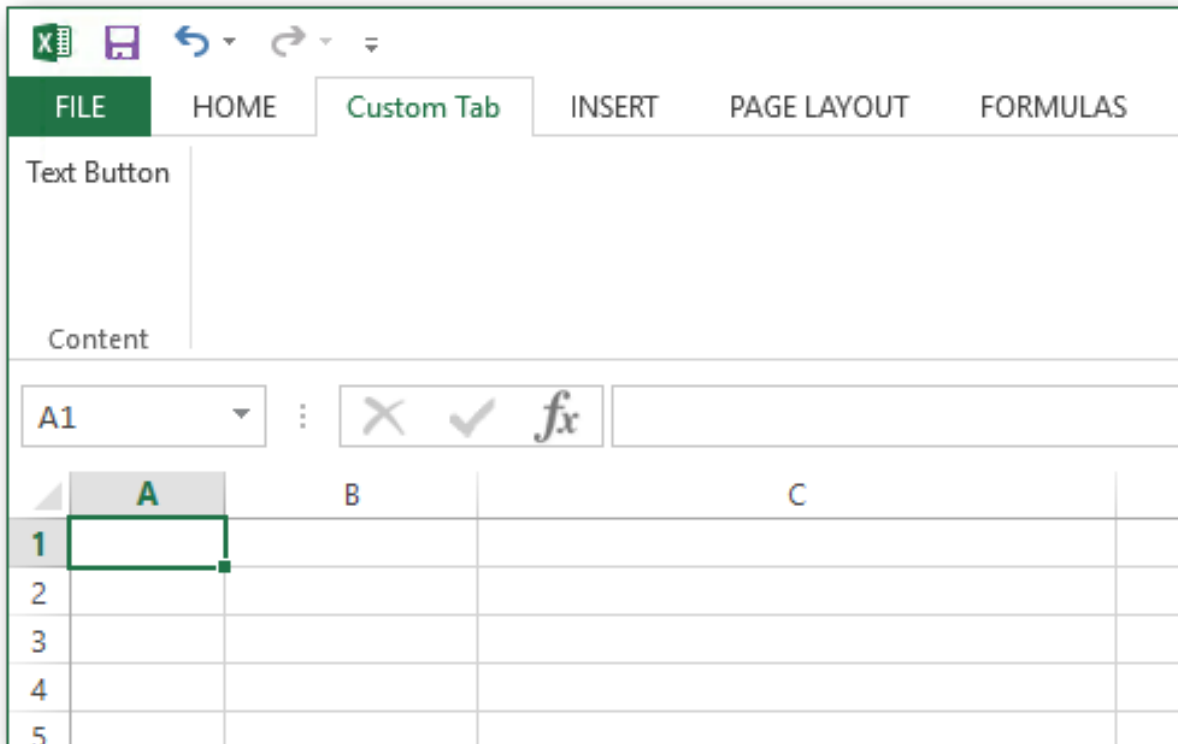 FILE HOME Custom Tab INSERT PAGE LAYOUT FORMULAS
Text Button
Content
A1 fx
A B C
1
2
3
4
5